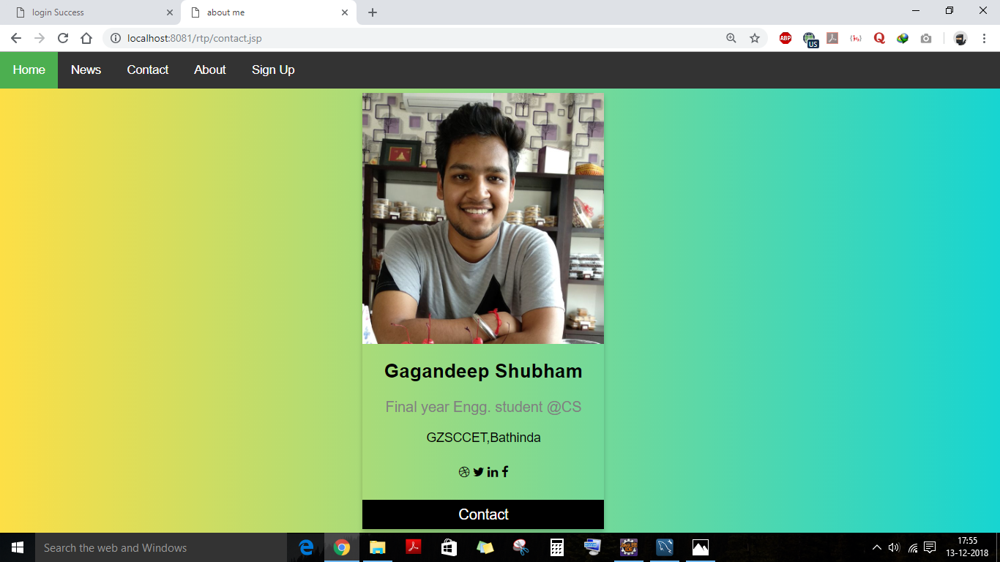 login Success
about me
localhost:8081/rtp/contact.jsp
ABP
US
Home News Contact About Sign Up
Gagandeep Shubham
Final year Engg. student @CS
GZSCCET,Bathinda
Contact
Search the web and Windows
17:55
13-12-2018